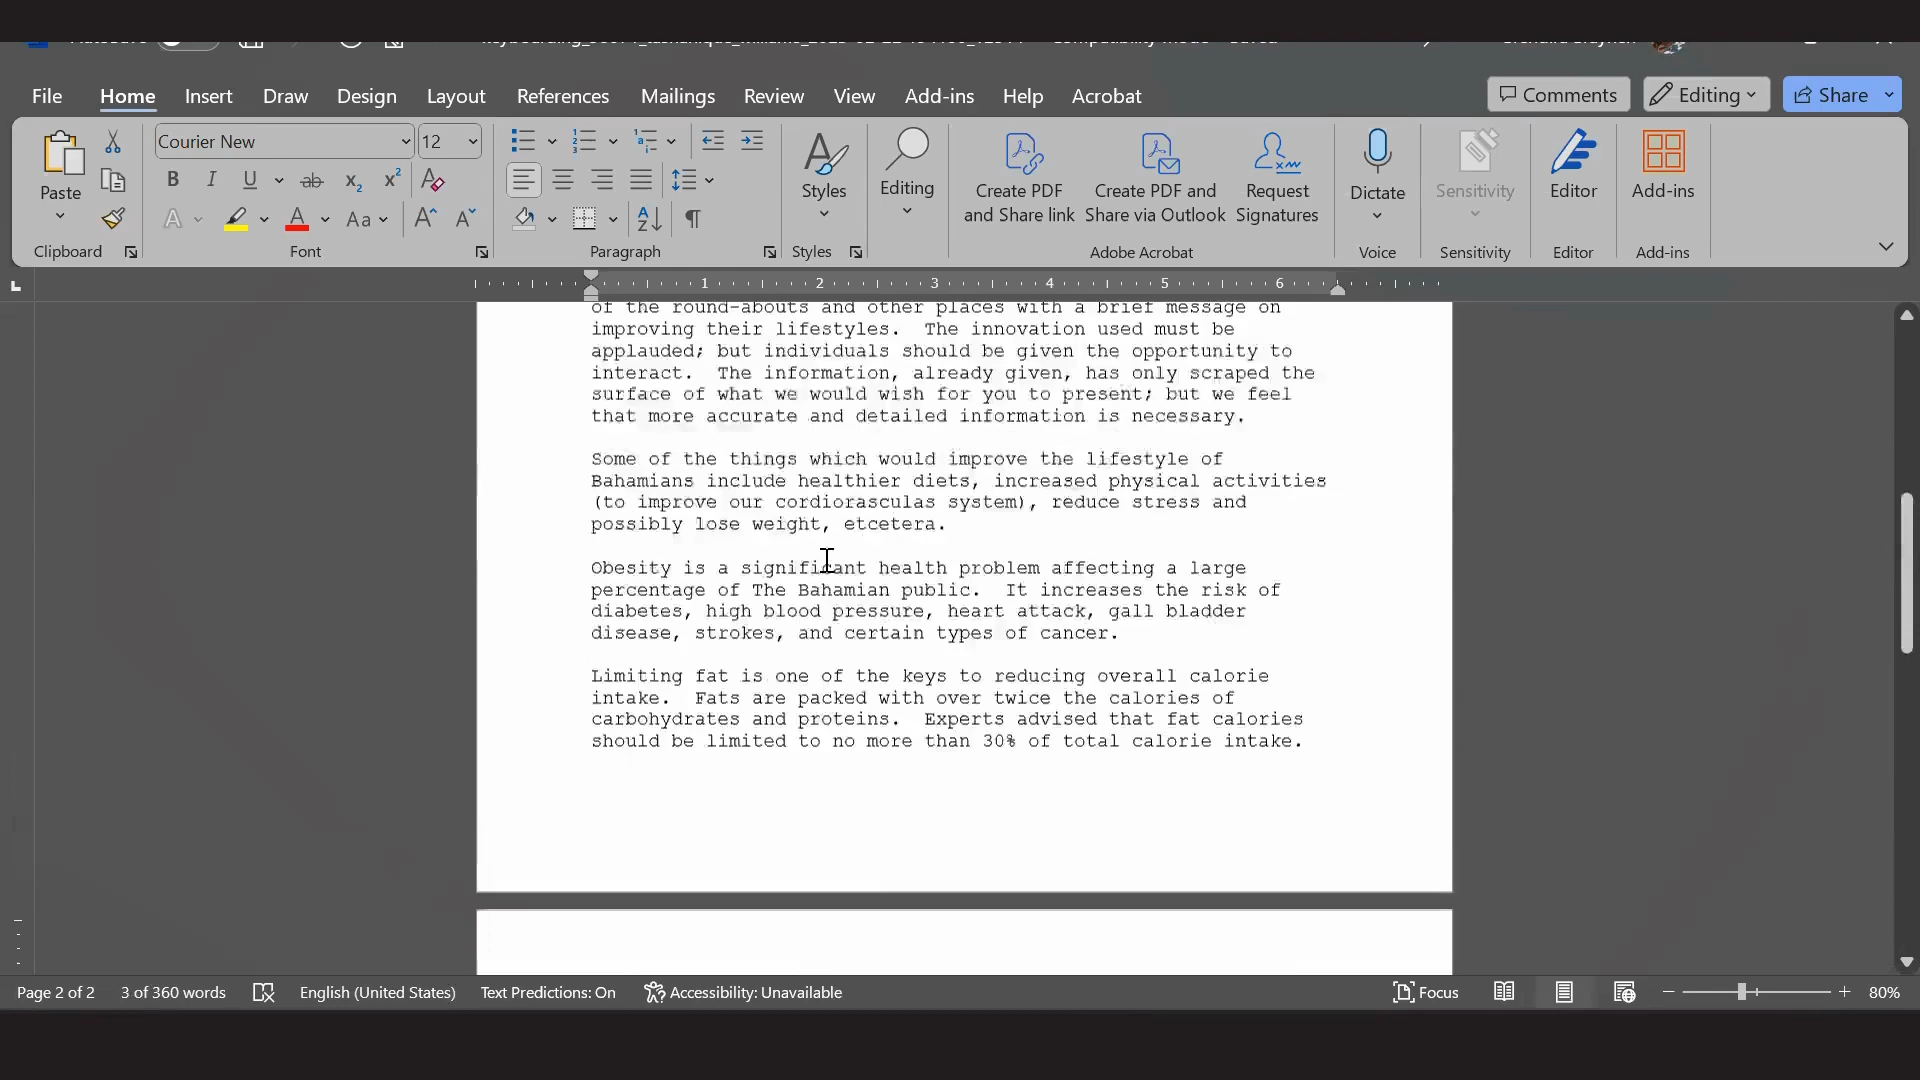 File Home Insert Draw Design Layout References Mailings Review View Add-ins Help Acrobat Comments Editing Share
Courier New 12
Paste
Clipboard
Font
Paragraph
Styles
Styles
Editing
Create PDF and Share link
Create PDF and Share via Outlook
Request Signatures
Adobe Acrobat
Dictate
Voice
Sensitivity
Sensitivity
Editor
Editor
Add-ins
Add-ins
1 2 3 4 5 6
of the round-abouts and other places with a brief message on
improving their lifestyles.  The innovation used must be
applauded; but individuals should be given the opportunity to
interact.  The information, already given, has only scraped the
surface of what we would wish for you to present; but we feel
that more accurate and detailed information is necessary.
Some of the things which would improve the lifestyle of
Bahamians include healthier diets, increased physical activities
(to improve our cordiorasculas system), reduce stress and
possibly lose weight, etcetera.
Obesity is a significant health problem affecting a large
percentage of The Bahamian public.  It increases the risk of
diabetes, high blood pressure, heart attack, gall bladder
disease, strokes, and certain types of cancer.
Limiting fat is one of the keys to reducing overall calorie
intake.  Fats are packed with over twice the calories of
carbohydrates and proteins.  Experts advised that fat calories
should be limited to no more than 30% of total calorie intake.
Page 2 of 2 3 of 360 words English (United States) Text Predictions: On Accessibility: Unavailable Focus 80%